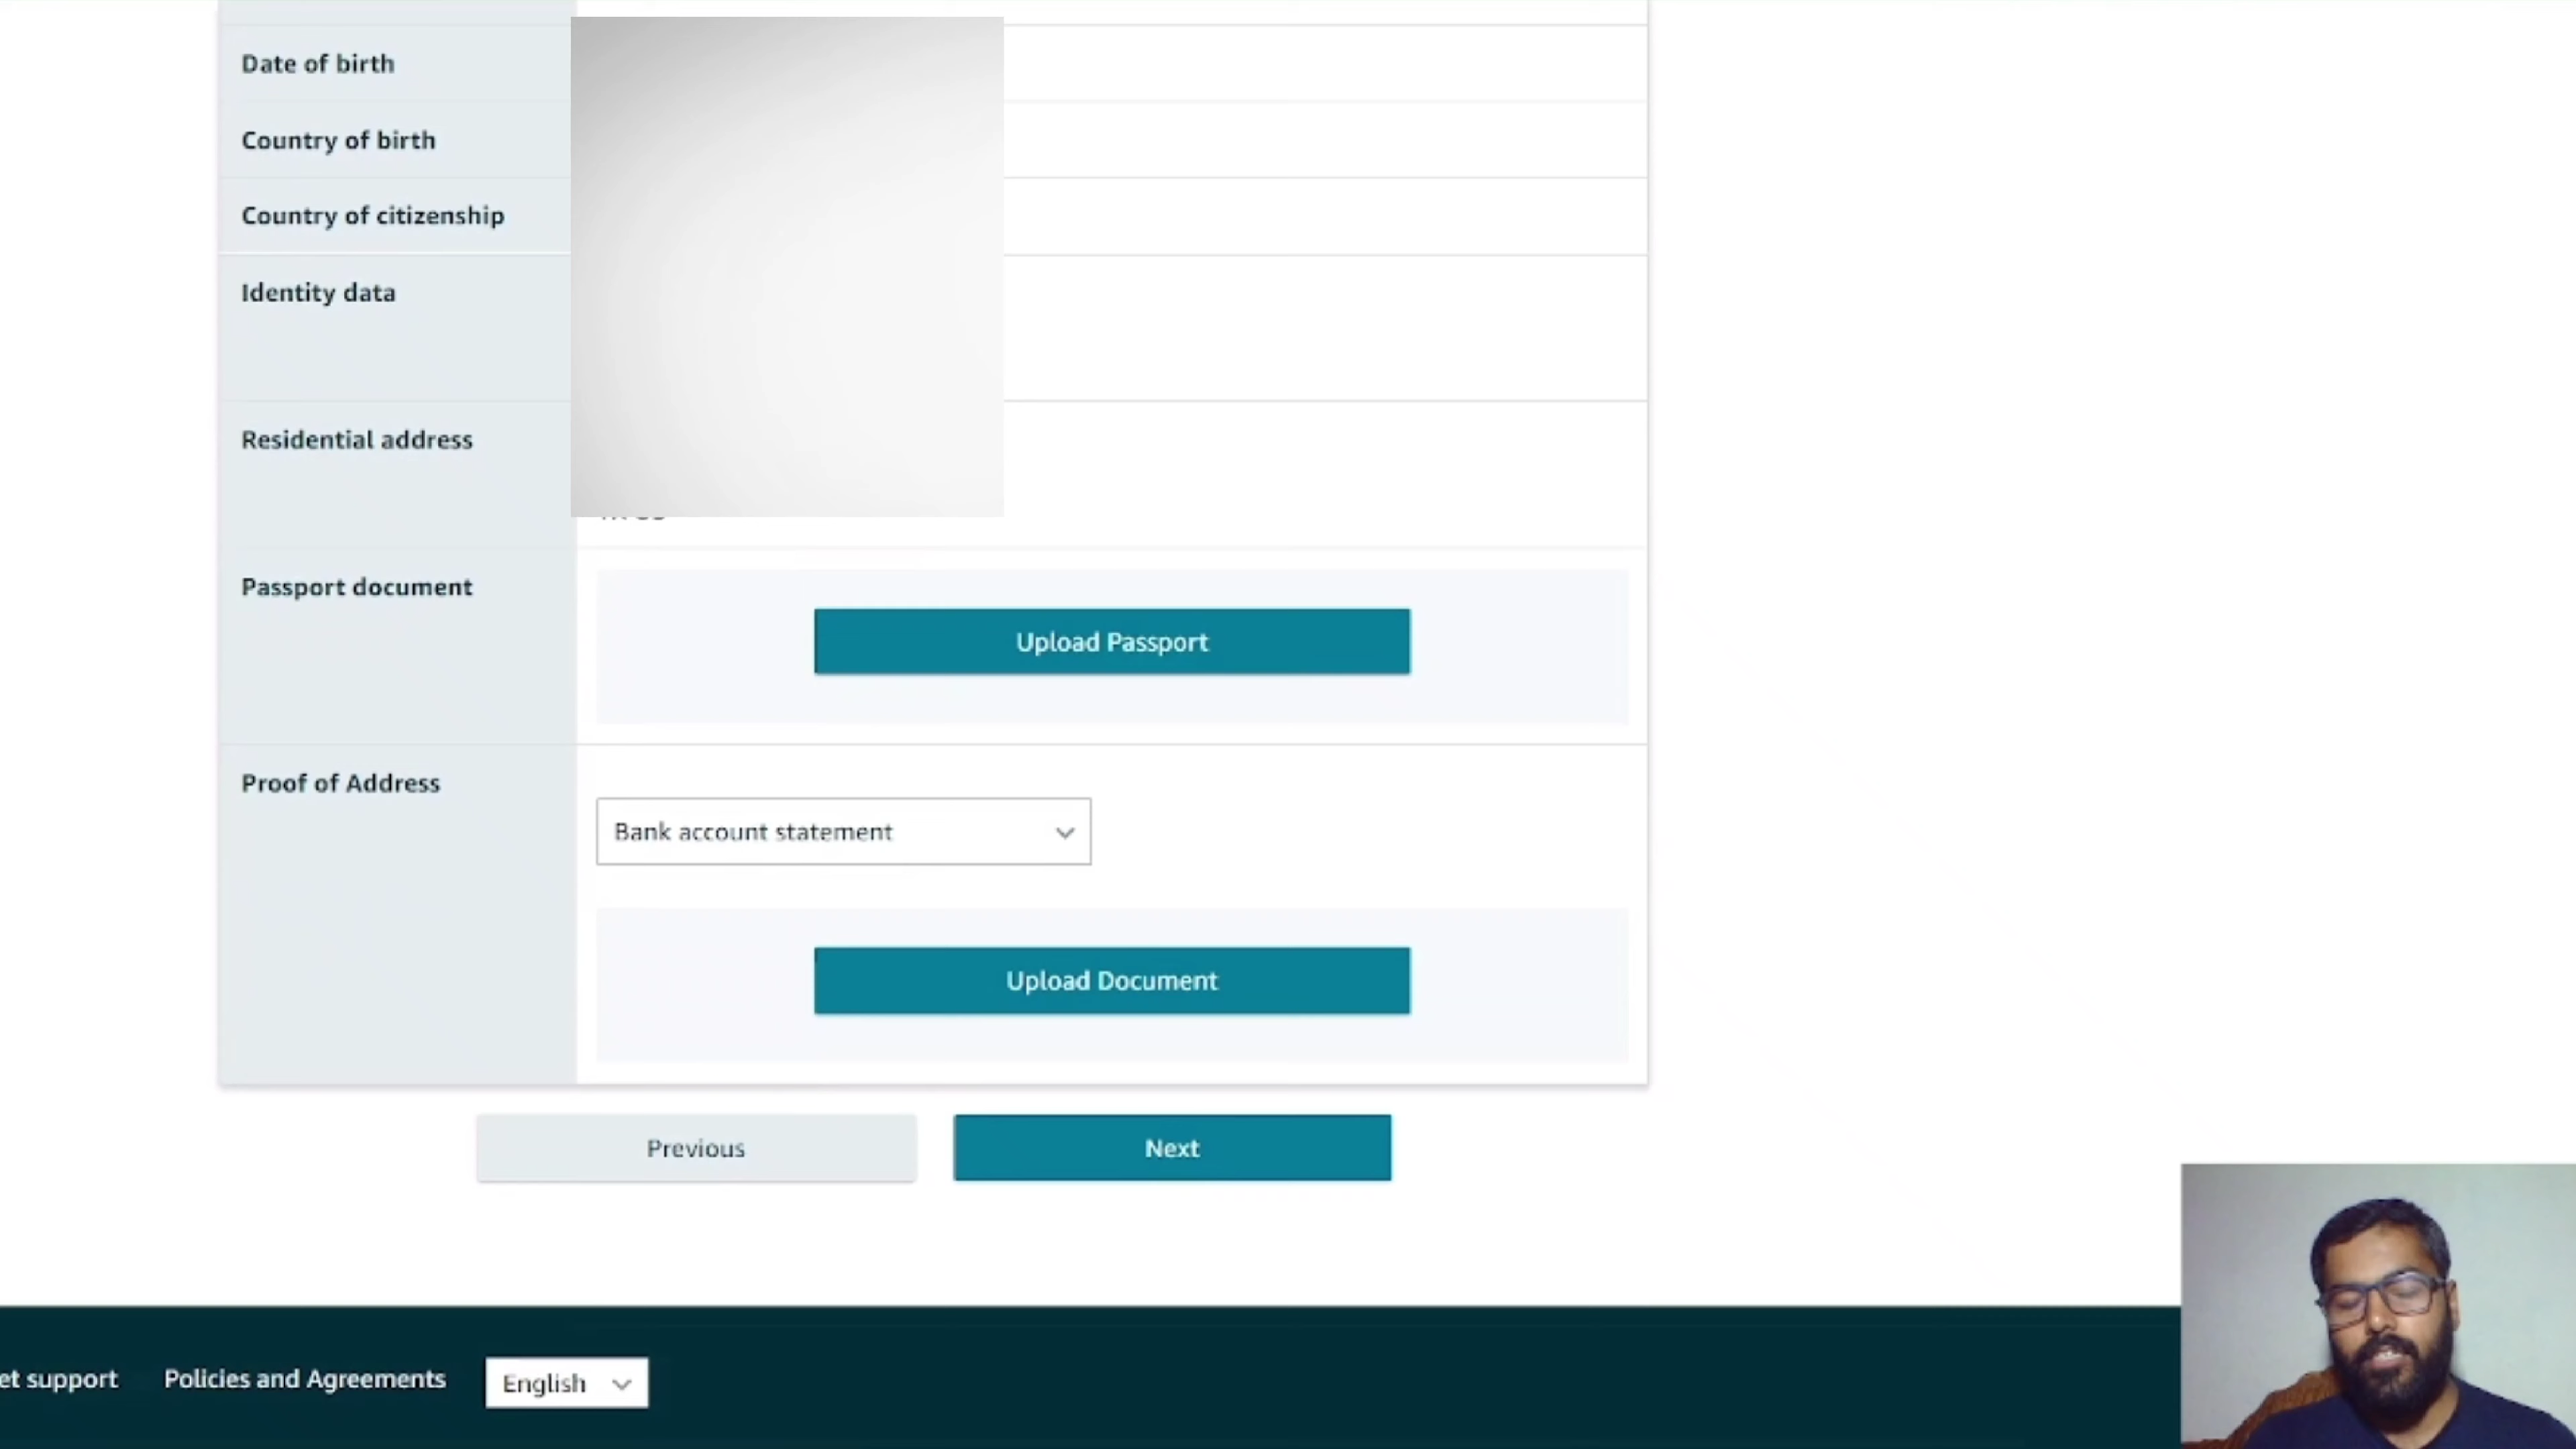 Date of birth
Country of birth
Country of citizenship
Identity data
Residential address
Passport document
Upload Passport
Proof of Address
Bank account statement
Upload Document
Previous
Next
et support
Policies and Agreements
English